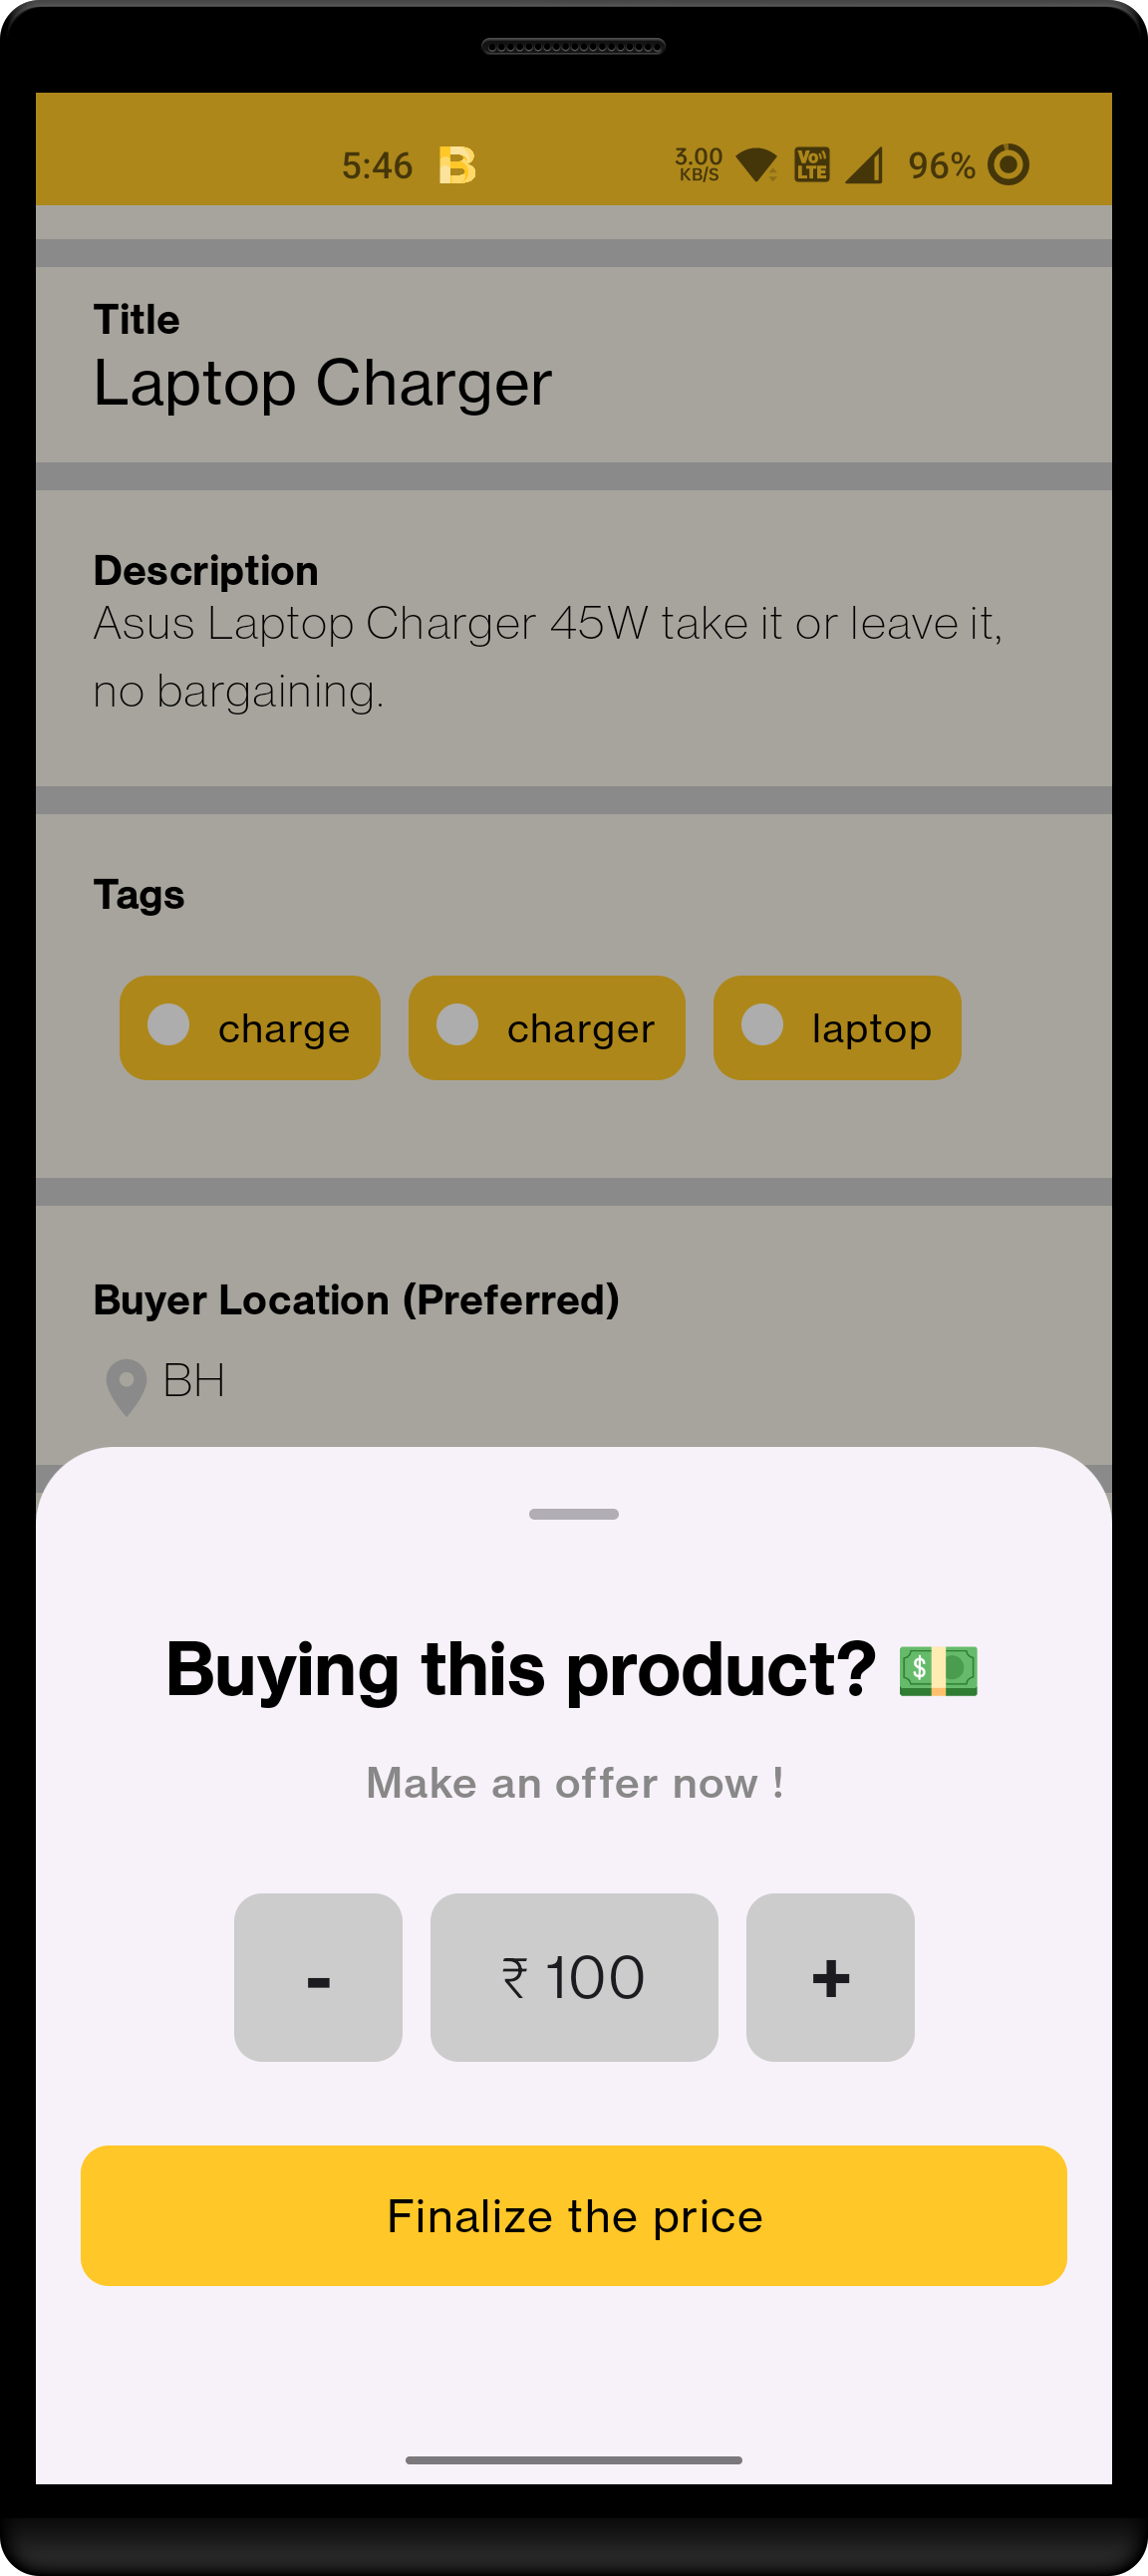 5:46 B 3.00 KB/S Vo LTE 96%
Title
Laptop Charger
Description
Asus Laptop Charger 45W take it or leave it,
no bargaining.
Tags
charge charger laptop
Buyer Location (Preferred)
BH
Buying this product? 💵
Make an offer now !
- ₹ 100 +
Finalize the price